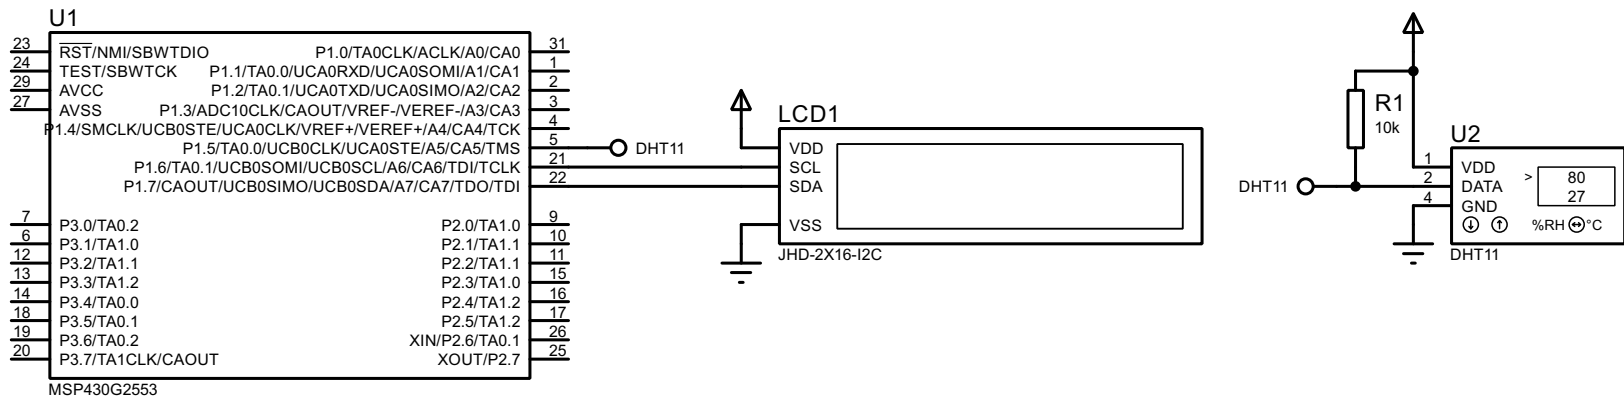 U1
23 RST/NMI/SBWTDIO P1.0/TA0CLK/ACLK/A0/CA0 31
24 TEST/SBWTCK P1.1/TA0.0/UCA0RXD/UCA0SOMI/A1/CA1 1
29 AVCC P1.2/TA0.1/UCA0TXD/UCA0SIMO/A2/CA2 2
27 AVSS P1.3/ADC10CLK/CAOUT/VREF-/VEREF-/A3/CA3 3
P1.4/SMCLK/UCB0STE/UCA0CLK/VREF+/VEREF+/A4/CA4/TCK 4
P1.5/TA0.0/UCB0CLK/UCA0STE/A5/CA5/TMS 5 DHT11
P1.6/TA0.1/UCB0SOMI/UCB0SCL/A6/CA6/TDI/TCLK 21
P1.7/CAOUT/UCB0SIMO/UCB0SDA/A7/CA7/TDO/TDI 22
7 P3.0/TA0.2 P2.0/TA1.0 9
6 P3.1/TA1.0 P2.1/TA1.1 10
12 P3.2/TA1.1 P2.2/TA1.1 11
13 P3.3/TA1.2 P2.3/TA1.0 15
14 P3.4/TA0.0 P2.4/TA1.2 16
18 P3.5/TA0.1 P2.5/TA1.2 17
19 P3.6/TA0.2 XIN/P2.6/TA0.1 26
20 P3.7/TA1CLK/CAOUT XOUT/P2.7 25
MSP430G2553
LCD1
VDD
SCL
SDA
VSS
JHD-2X16-I2C
R1
10k
DHT11
U2
1 VDD > 80
2 DATA 27
4 GND
%RH °C
DHT11